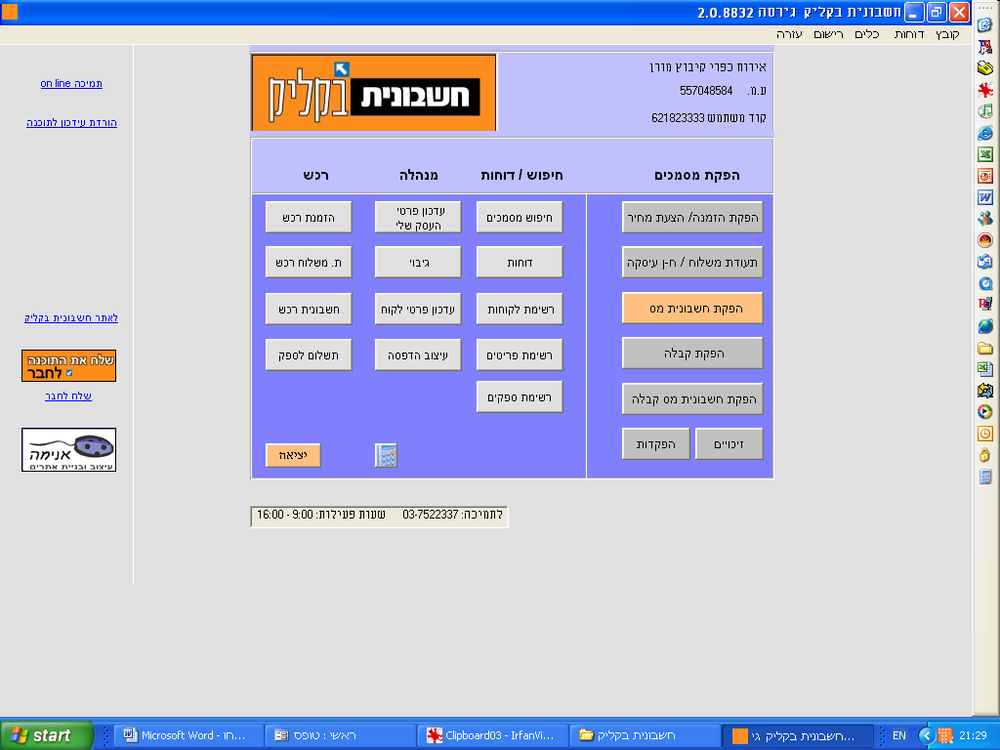 חשבונית בקליק גירסה 2.0.8832
קובץ דוחות כלים רישום עזרה
תמיכה on line
הורדת עידכון לתוכנה
לאתר חשבונית בקליק
שלח את התוכנה
לחבר
שלח לחבר
אנימה
עיצוב ובניית אתרים
חשבונית בקליק
אירוח כפרי קיבוץ מורן
ע.מ. 557048584
קוד משתמש 621823333
הפקת מסמכים
חיפוש / דוחות
מנהלה
רכש
הפקת הזמנה/ הצעת מחיר
תעודת משלוח / ח-ן עיסקה
הפקת חשבונית מס
הפקת קבלה
הפקת חשבונית מס קבלה
זיכויים
הפקדות
חיפוש מסמכים
דוחות
רשימת לקוחות
רשימת פריטים
רשימת ספקים
עדכון פרטי
העסק שלי
גיבוי
עדכון פרטי לקוח
עיצוב הדפסה
הזמנת רכש
ת. משלוח רכש
חשבונית רכש
תשלום לספק
יציאה
לתמיכה: 03-7522337 שעות פעילות: 9:00 - 16:00
start
Microsoft Word - תחו...
ראשי : טופס
Clipboard03 - IrfanVi...
חשבונית בקליק
חשבונית בקליק גי...
EN
21:29